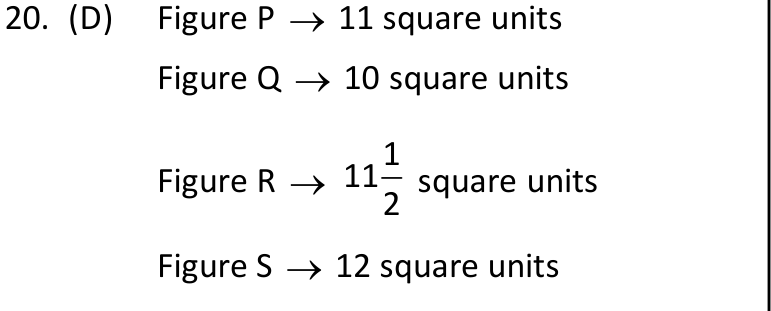 20. (D) Figure P → 11 square units
Figure Q → 10 square units
Figure R → 11 1/2 square units
Figure S → 12 square units